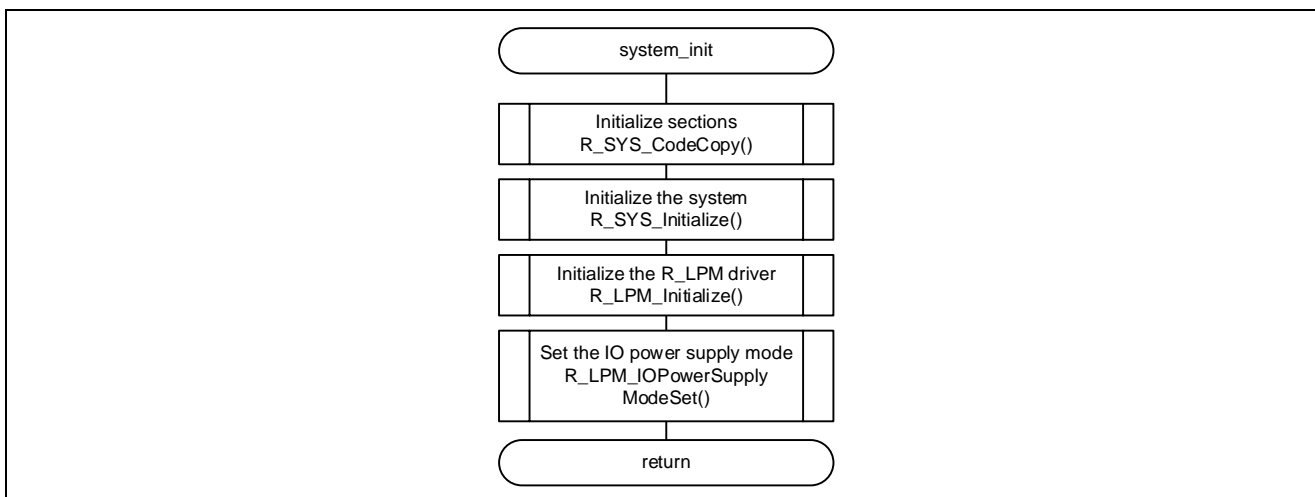 system_init
Initialize sections
R_SYS_CodeCopy()
Initialize the system
R_SYS_Initialize()
Initialize the R_LPM driver
R_LPM_Initialize()
Set the IO power supply mode
R_LPM_IOPowerSupply
ModeSet()
return